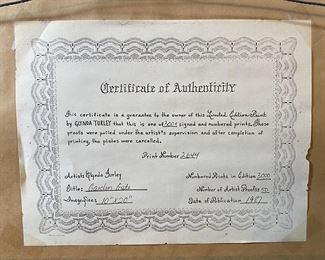 Certificate of Authenticity
This certificate is a guarantee to the owner of this Limited Edition Print
by GLYNDA TURLEY that this is one of 3000 signed and numbered prints. These
proofs were pulled under the artist's supervision and after completion of
printing, the plates were cancelled.
Print Number 2644
Artist: Glynda Turley
Numbered Prints in Edition 3000
Title: Garden Gate
Number of Artist Proofs 50
Image Size: 10" x 20"
Date of Publication 1987